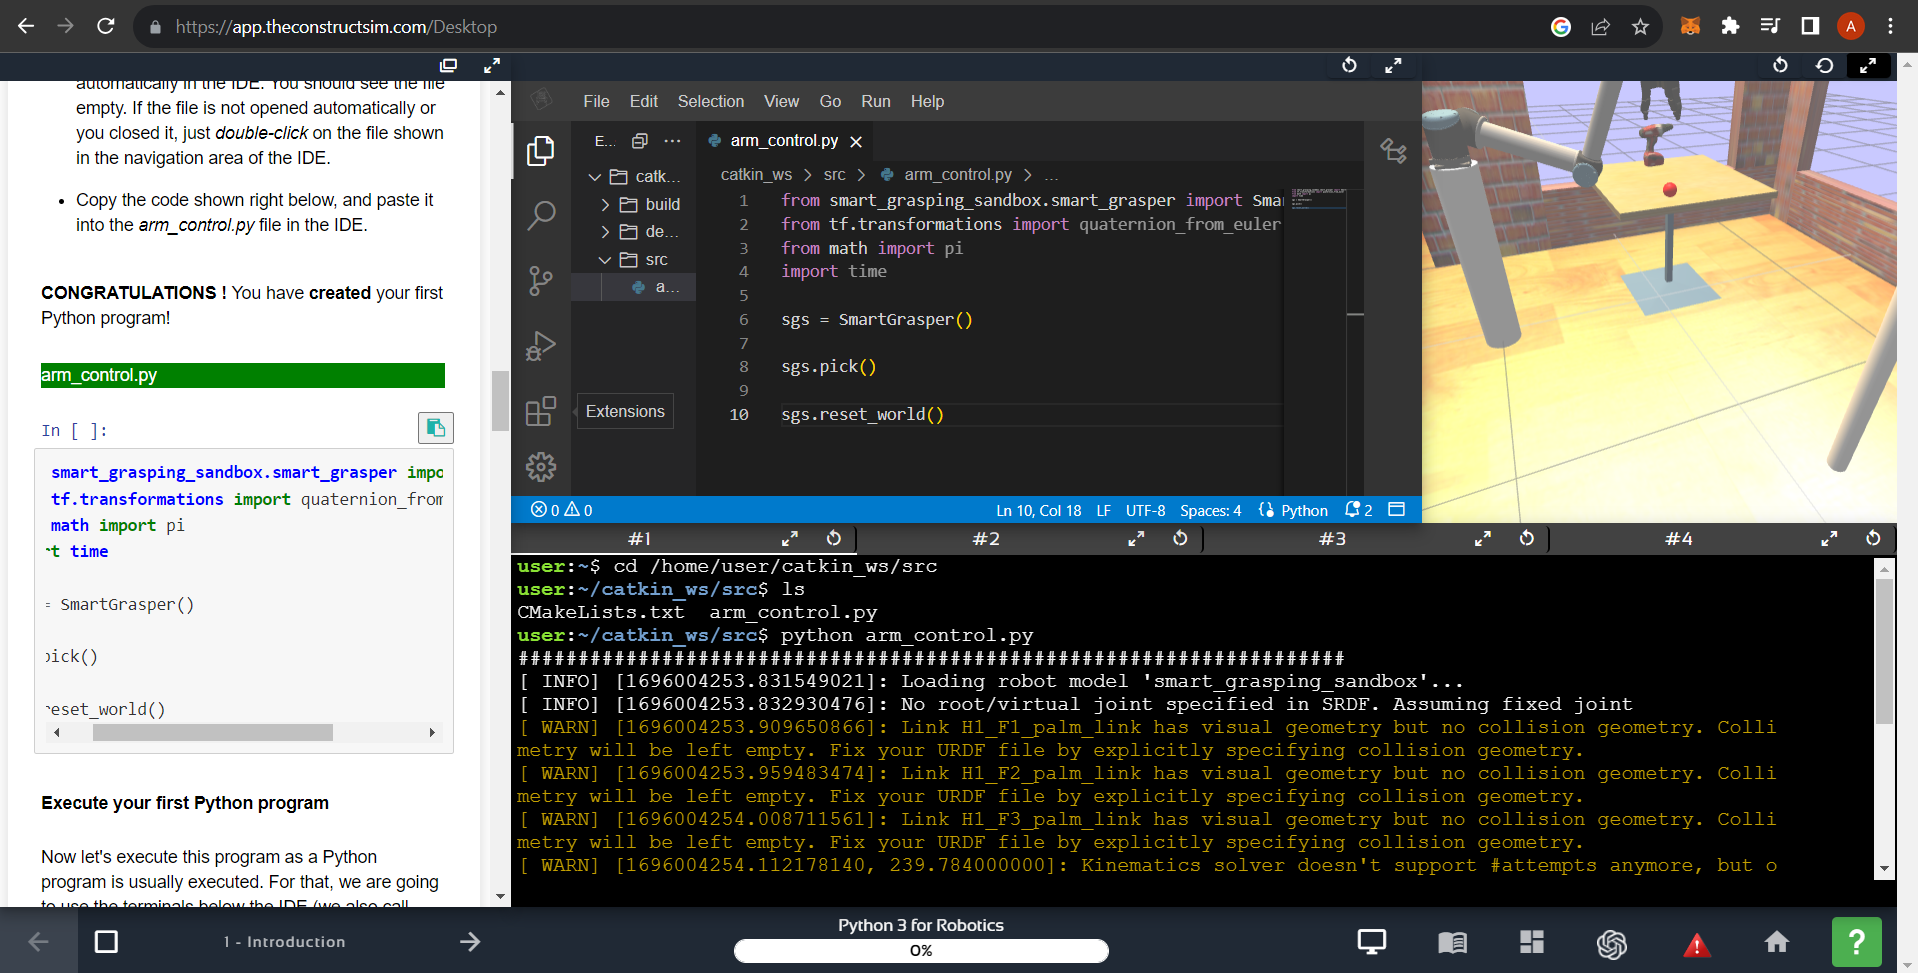 https://app.theconstructsim.com/Desktop
A
automatically in the IDE. You should see the file
empty. If the file is not opened automatically or
you closed it, just double-click on the file shown
in the navigation area of the IDE.
• Copy the code shown right below, and paste it
into the arm_control.py file in the IDE.
CONGRATULATIONS ! You have created your first
Python program!
arm_control.py
In [ ]:
smart_grasping_sandbox.smart_grasper impo
tf.transformations import quaternion_from
math import pi
rt time
= SmartGrasper()
pick()
reset_world()
Execute your first Python program
Now let's execute this program as a Python
program is usually executed. For that, we are going
to use the terminals below the IDE (we also call
File Edit Selection View Go Run Help
E... ...
arm_control.py
catk...
build
de...
src
a...
Extensions
catkin_ws > src > arm_control.py > ...
1 from smart_grasping_sandbox.smart_grasper import Smar
2 from tf.transformations import quaternion_from_euler
3 from math import pi
4 import time
5
6 sgs = SmartGrasper()
7
8 sgs.pick()
9
10 sgs.reset_world()
0 0 Ln 10, Col 18 LF UTF-8 Spaces: 4 Python 2
#1 #2 #3 #4
user:~$ cd /home/user/catkin_ws/src
user:~/catkin_ws/src$ ls
CMakeLists.txt arm_control.py
user:~/catkin_ws/src$ python arm_control.py
#####################################################################
[ INFO] [1696004253.831549021]: Loading robot model 'smart_grasping_sandbox'...
[ INFO] [1696004253.832930476]: No root/virtual joint specified in SRDF. Assuming fixed joint
[ WARN] [1696004253.909650866]: Link H1_F1_palm_link has visual geometry but no collision geometry. Colli
metry will be left empty. Fix your URDF file by explicitly specifying collision geometry.
[ WARN] [1696004253.959483474]: Link H1_F2_palm_link has visual geometry but no collision geometry. Colli
metry will be left empty. Fix your URDF file by explicitly specifying collision geometry.
[ WARN] [1696004254.008711561]: Link H1_F3_palm_link has visual geometry but no collision geometry. Colli
metry will be left empty. Fix your URDF file by explicitly specifying collision geometry.
[ WARN] [1696004254.112178140, 239.784000000]: Kinematics solver doesn't support #attempts anymore, but o
1 - Introduction
Python 3 for Robotics
0%
?